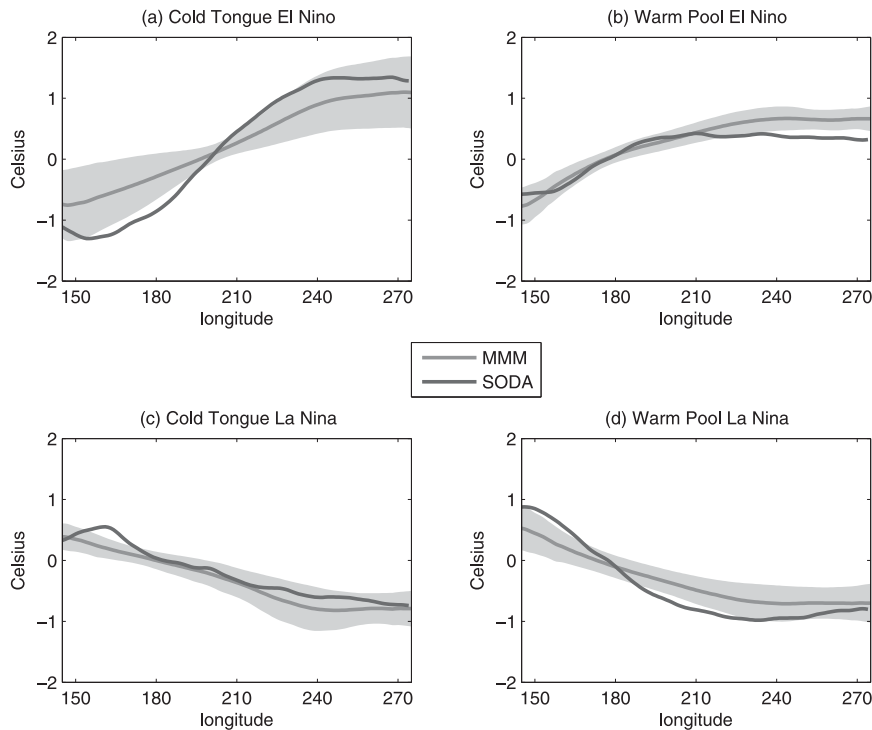 (a) Cold Tongue El Nino
2
1
0
−1
−2
Celsius
150 180 210 240 270
longitude
(b) Warm Pool El Nino
2
1
0
−1
−2
Celsius
150 180 210 240 270
longitude
MMM
SODA
(c) Cold Tongue La Nina
2
1
0
−1
−2
Celsius
150 180 210 240 270
longitude
(d) Warm Pool La Nina
2
1
0
−1
−2
Celsius
150 180 210 240 270
longitude